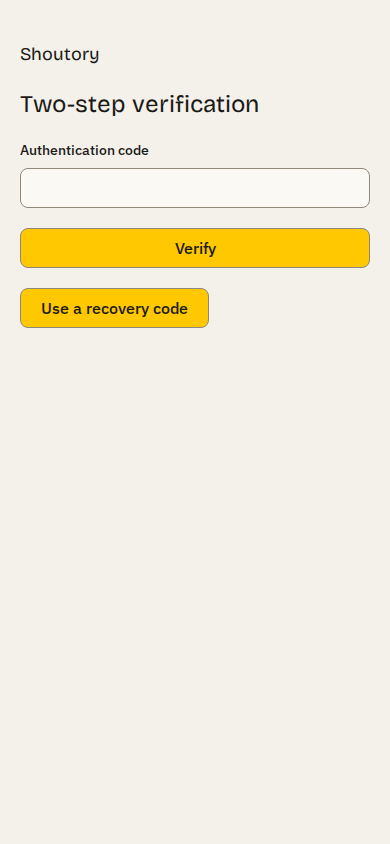 Shoutory
Two-step verification
Authentication code
Verify
Use a recovery code